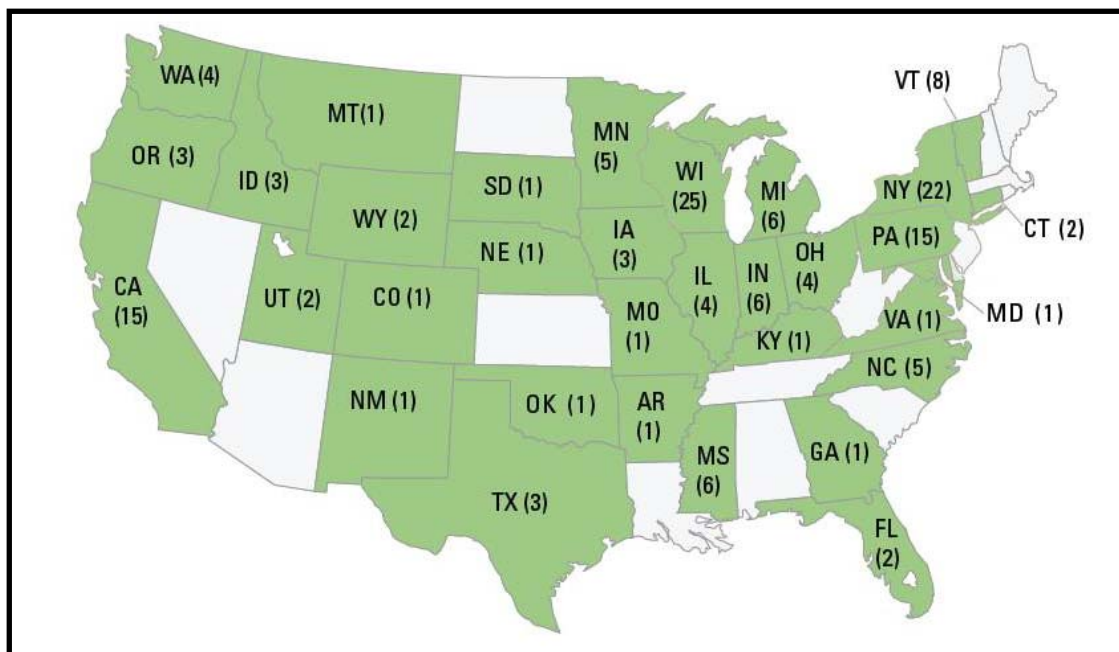 WA (4)
VT (8)
MT(1)
MN
(5)
OR (3)
ID (3)
SD (1)
WI
(25)
MI
(6)
NY (22)
WY (2)
CT (2)
IA
(3)
PA (15)
NE (1)
OH
(4)
CA
(15)
UT (2)
CO (1)
IL
(4)
IN
(6)
MO
(1)
MD (1)
VA (1)
KY (1)
NC (5)
NM (1)
OK (1)
AR
(1)
GA (1)
MS
(6)
TX (3)
FL
(2)